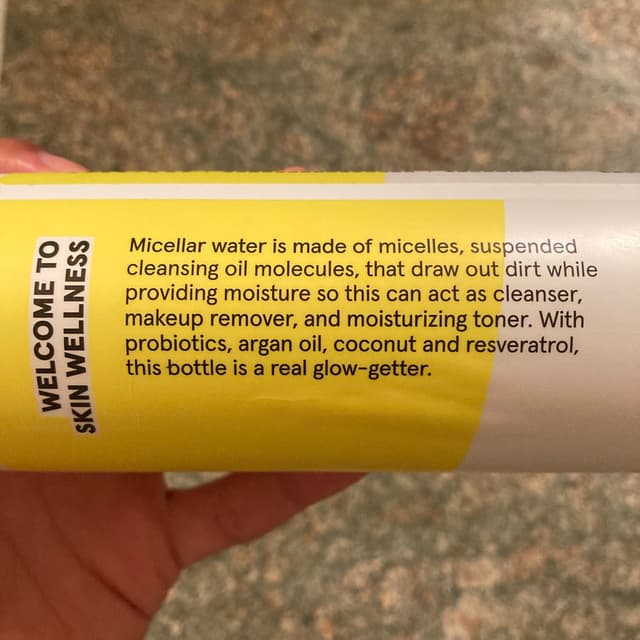 WELCOME TO
SKIN WELLNESS
Micellar water is made of micelles, suspended
cleansing oil molecules, that draw out dirt while
providing moisture so this can act as cleanser,
makeup remover, and moisturizing toner. With
probiotics, argan oil, coconut and resveratrol,
this bottle is a real glow-getter.